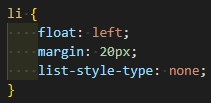 li {
    float: left;
    margin: 20px;
    list-style-type: none;
}